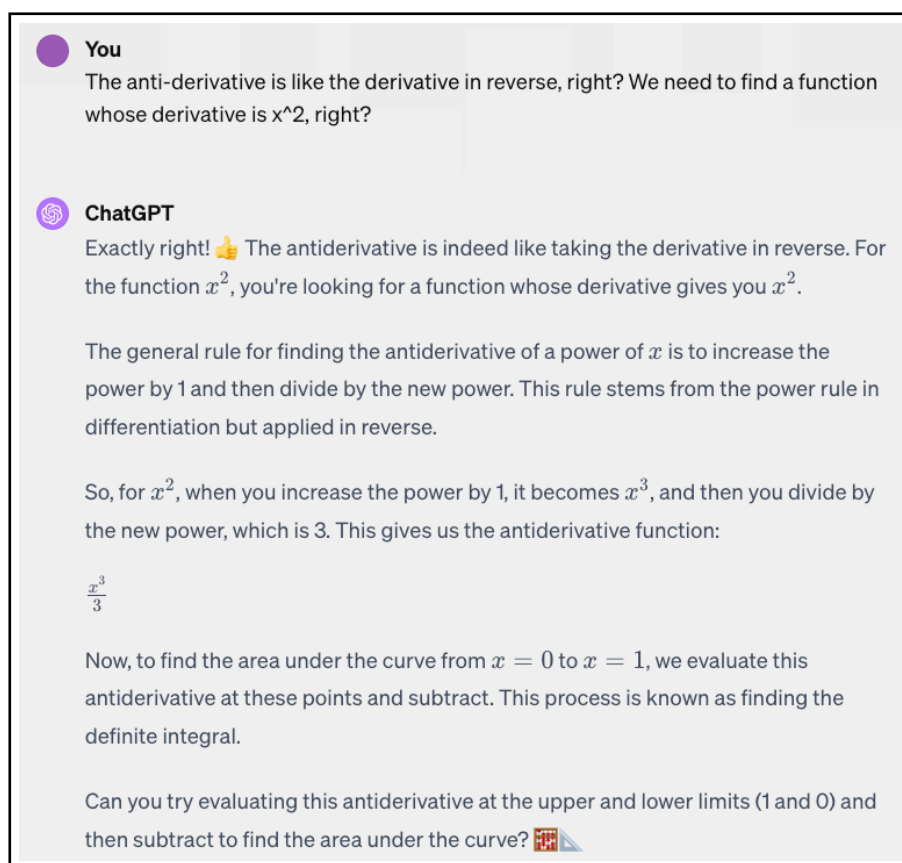 You
The anti-derivative is like the derivative in reverse, right? We need to find a function
whose derivative is x^2, right?
ChatGPT
Exactly right! 👍 The antiderivative is indeed like taking the derivative in reverse. For
the function x², you're looking for a function whose derivative gives you x².
The general rule for finding the antiderivative of a power of x is to increase the
power by 1 and then divide by the new power. This rule stems from the power rule in
differentiation but applied in reverse.
So, for x², when you increase the power by 1, it becomes x³, and then you divide by
the new power, which is 3. This gives us the antiderivative function:
x³/3
Now, to find the area under the curve from x = 0 to x = 1, we evaluate this
antiderivative at these points and subtract. This process is known as finding the
definite integral.
Can you try evaluating this antiderivative at the upper and lower limits (1 and 0) and
then subtract to find the area under the curve? 🧮📐